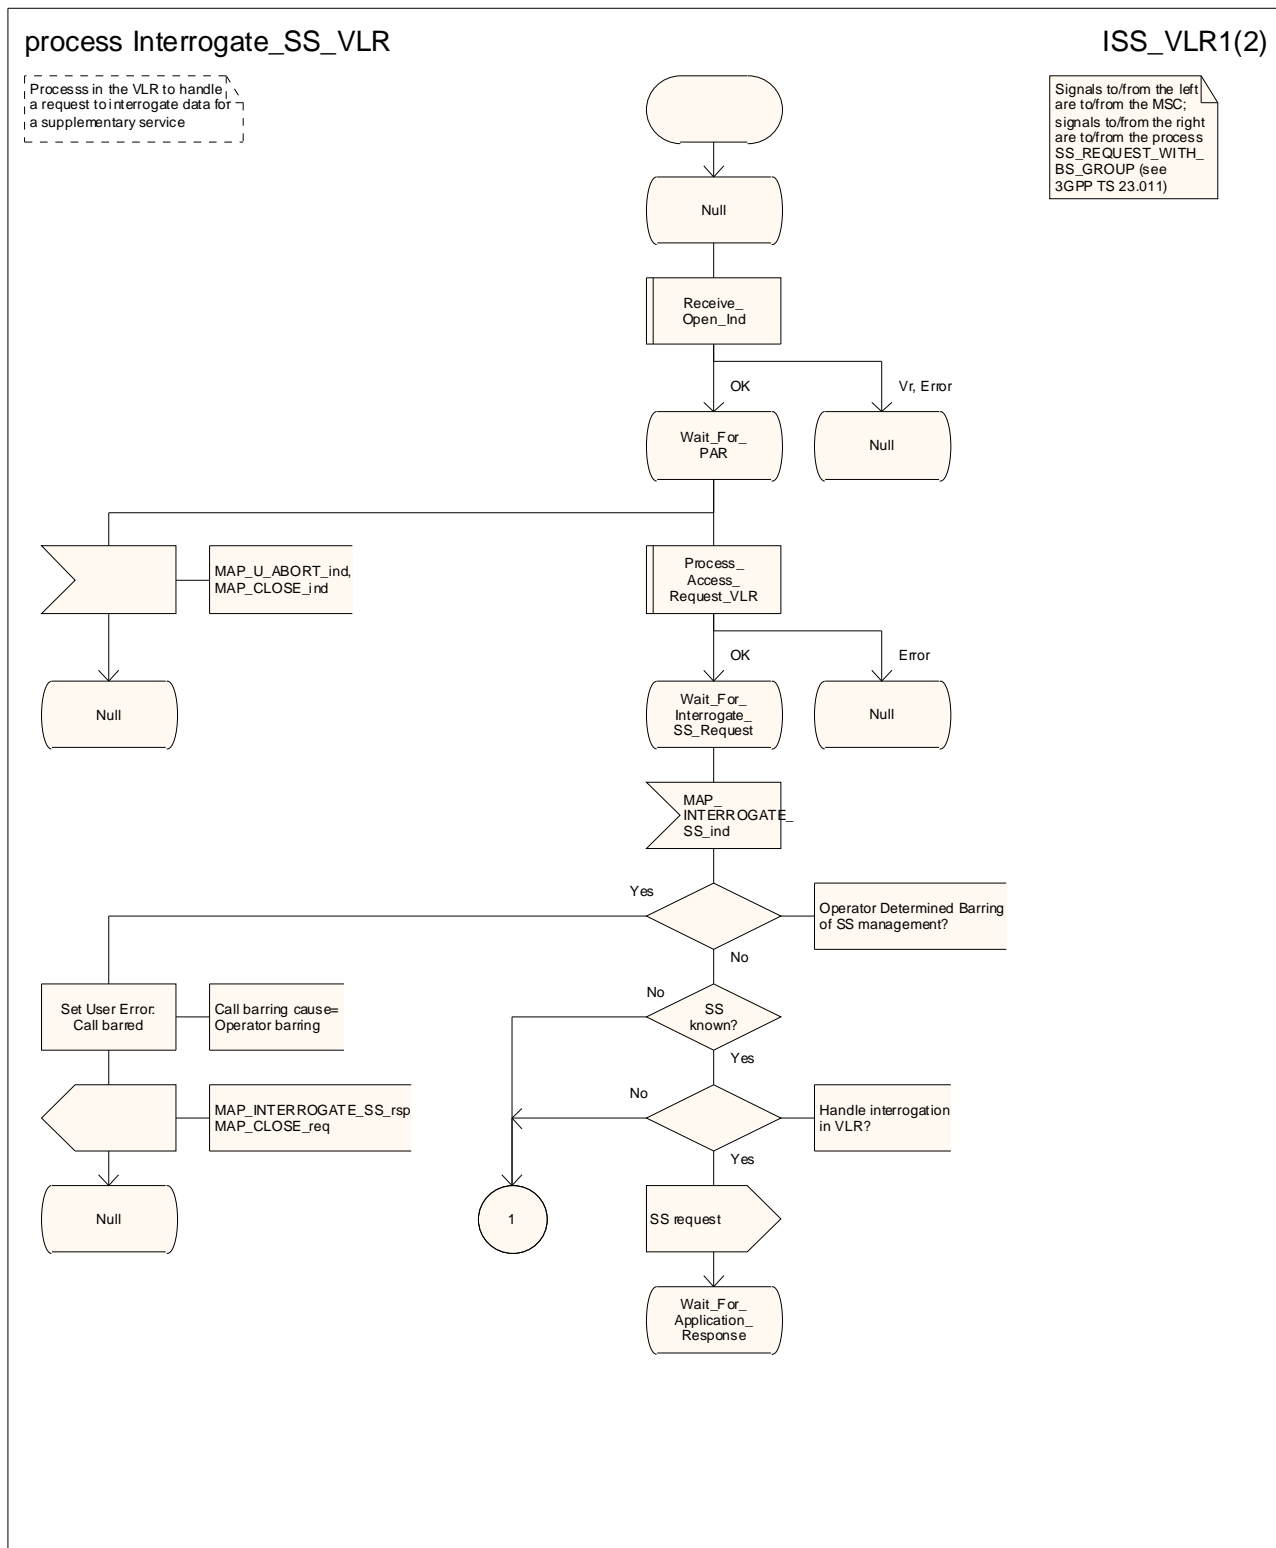 process Interrogate_SS_VLR
ISS_VLR1(2)
Processs in the VLR to handle
a request to interrogate data for
a supplementary service
Signals to/from the left
are to/from the MSC;
signals to/from the right
are to/from the process
SS_REQUEST_WITH_
BS_GROUP (see
3GPP TS 23.011)
Null
Receive_
Open_Ind
OK
Vr, Error
Wait_For_
PAR
Null
MAP_U_ABORT_ind,
MAP_CLOSE_ind
Process_
Access_
Request_VLR
OK
Error
Null
Wait_For_
Interrogate_
SS_Request
Null
MAP_
INTERROGATE_
SS_ind
Yes
Operator Determined Barring
of SS management?
No
Set User Error:
Call barred
Call barring cause=
Operator barring
No
SS
known?
Yes
MAP_INTERROGATE_SS_rsp
MAP_CLOSE_req
No
Handle interrogation
in VLR?
Yes
Null
1
SS request
Wait_For_
Application_
Response